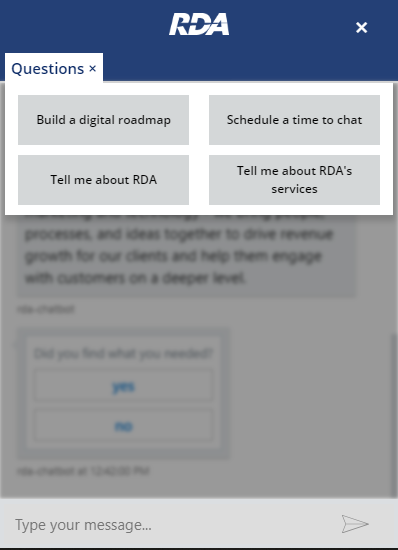 RDA
×
Questions ×
Build a digital roadmap
Schedule a time to chat
Tell me about RDA
Tell me about RDA's
services
processes, and ideas together to drive revenue
growth for our clients and help them engage
with customers on a deeper level.
rda-chatbot
Did you find what you needed?
yes
no
rda-chatbot at 12:42:00 PM
Type your message...